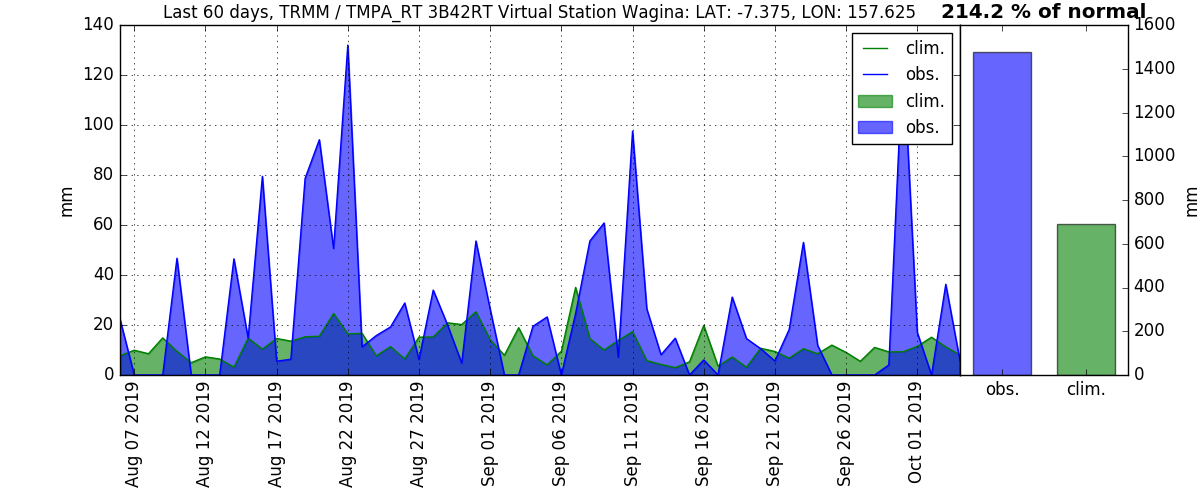 Last 60 days, TRMM / TMPA_RT 3B42RT Virtual Station Wagina: LAT: -7.375, LON: 157.625
214.2 % of normal
mm
140
120
100
80
60
40
20
0
clim.
obs.
clim.
obs.
Aug 07 2019
Aug 12 2019
Aug 17 2019
Aug 22 2019
Aug 27 2019
Sep 01 2019
Sep 06 2019
Sep 11 2019
Sep 16 2019
Sep 21 2019
Sep 26 2019
Oct 01 2019
1600
1400
1200
1000
800
600
400
200
0
mm
obs.
clim.